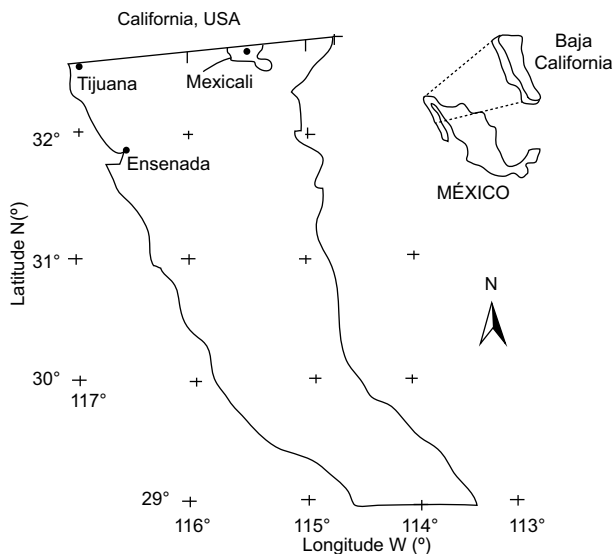 California, USA
Baja
California
Tijuana
Mexicali
32°
Ensenada
MÉXICO
Latitude N(º)
31°
N
30°
117°
29°
116°
115°
114°
113°
Longitude W (º)